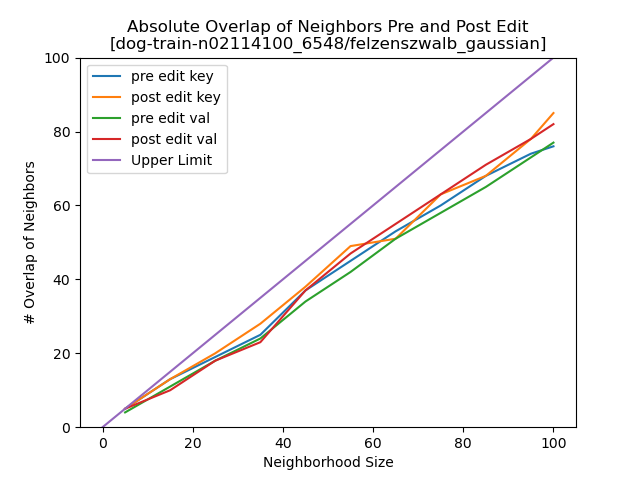 Absolute Overlap of Neighbors Pre and Post Edit
[dog-train-n02114100_6548/felzenszwalb_gaussian]
pre edit key
post edit key
pre edit val
post edit val
Upper Limit
100
80
60
40
20
0
# Overlap of Neighbors
0 20 40 60 80 100
Neighborhood Size